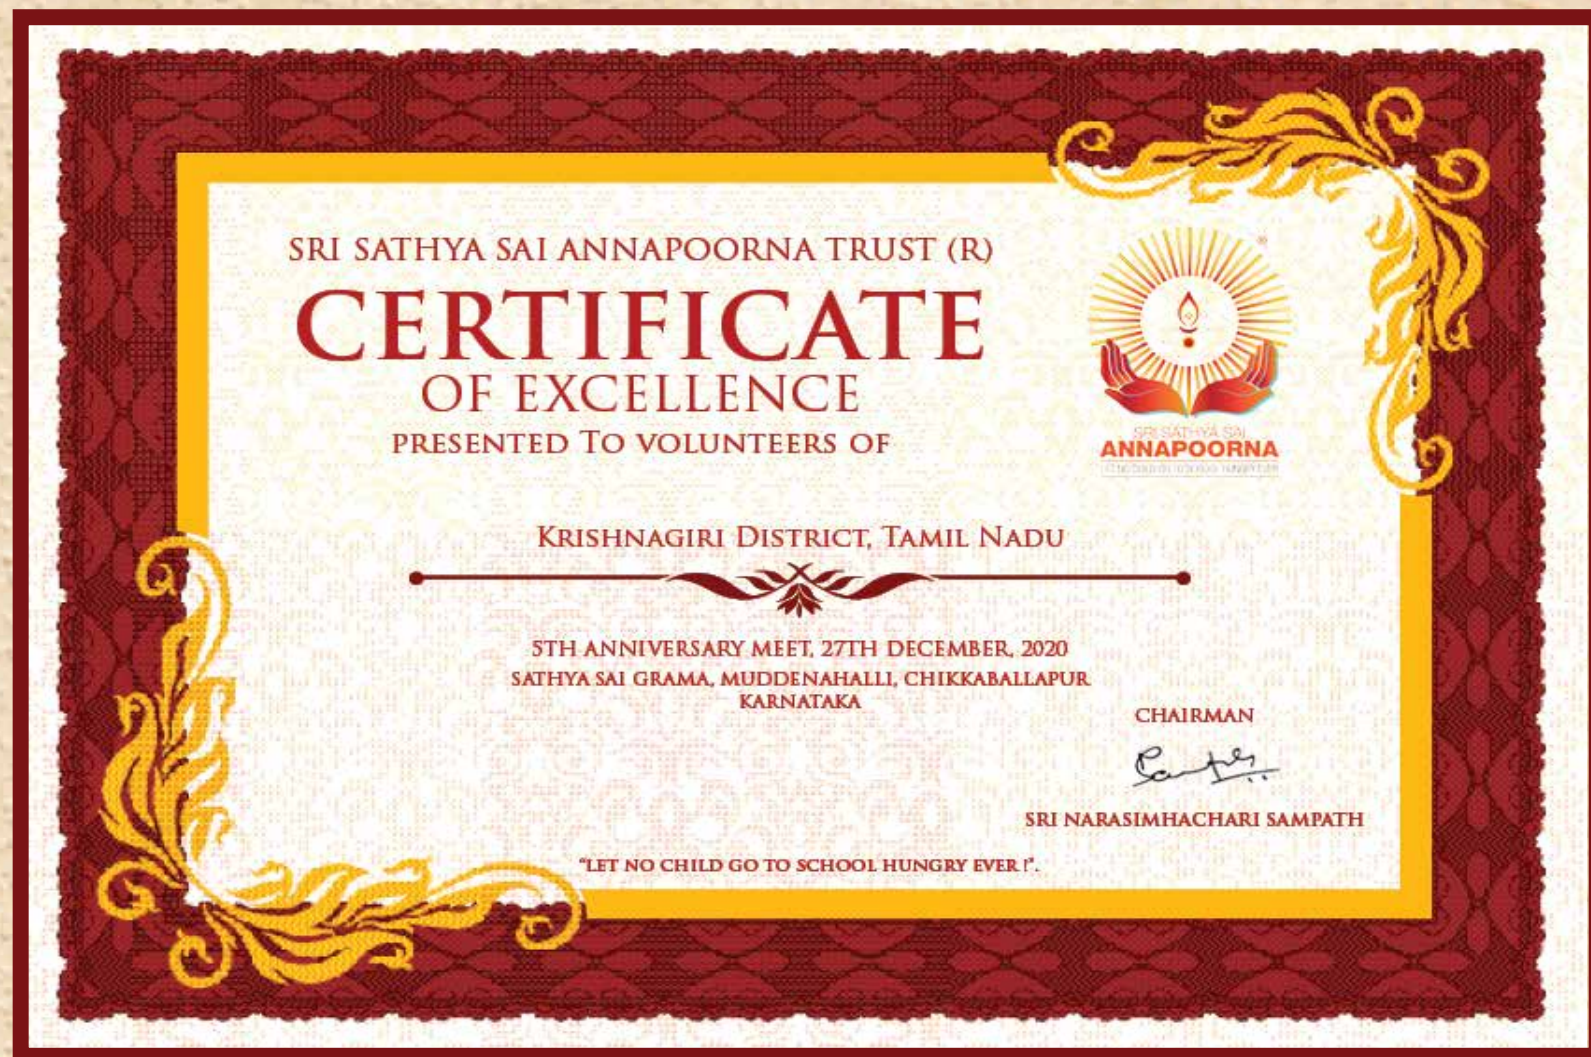 SRI SATHYA SAI ANNAPOORNA TRUST (R)
CERTIFICATE
OF EXCELLENCE
PRESENTED To VOLUNTEERS OF
SRI SATHYA SAI
ANNAPOORNA
KRISHNAGIRI DISTRICT, TAMIL NADU
5TH ANNIVERSARY MEET, 27TH DECEMBER, 2020
SATHYA SAI GRAMA, MUDDENAHALLI, CHIKKABALLAPUR
KARNATAKA
CHAIRMAN
SRI NARASIMHACHARI SAMPATH
"LET NO CHILD GO TO SCHOOL HUNGRY EVER !".